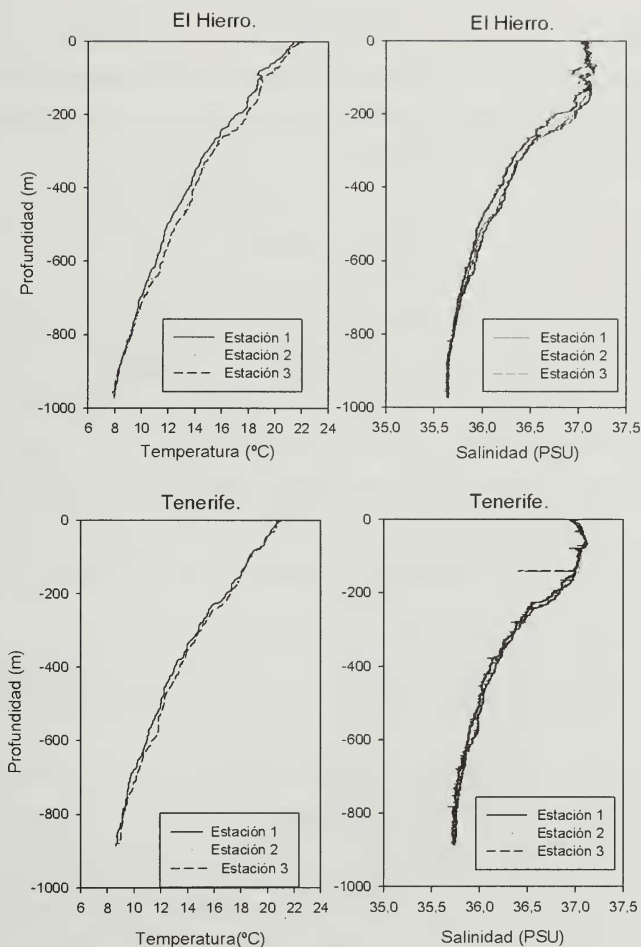 El Hierro.
0
-200
-400
-600
-800
-1000
Profundidad (m)
6 8 10 12 14 16 18 20 22 24
Temperatura (ºC)
Estación 1
Estación 2
Estación 3
El Hierro.
0
-200
-400
-600
-800
-1000
35,0 35,5 36,0 36,5 37,0 37,5
Salinidad (PSU)
Estación 1
Estación 2
Estación 3
Tenerife.
0
-200
-400
-600
-800
-1000
Profundidad (m)
6 8 10 12 14 16 18 20 22 24
Temperatura(ºC)
Estación 1
Estación 2
Estación 3
Tenerife.
0
-200
-400
-600
-800
-1000
35,0 35,5 36,0 36,5 37,0 37,5
Salinidad (PSU)
Estación 1
Estación 2
Estación 3